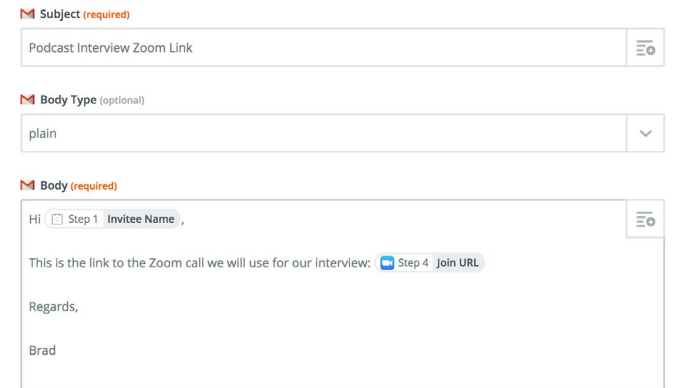 Subject (required)
Podcast Interview Zoom Link
Body Type (optional)
plain
Body (required)
Hi Step 1 Invitee Name ,
This is the link to the Zoom call we will use for our interview: Step 4 Join URL
Regards,
Brad